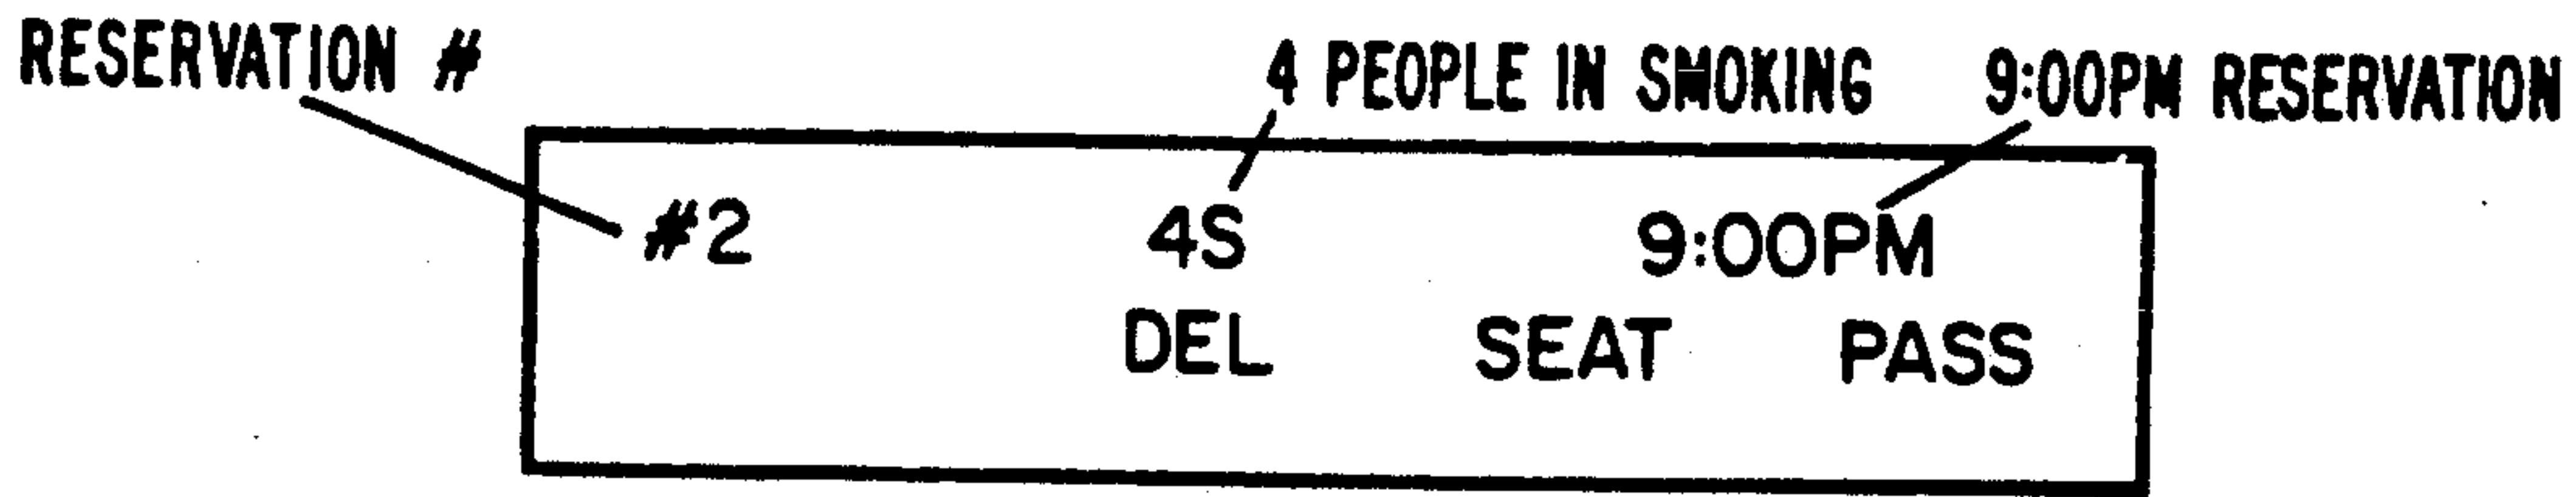 RESERVATION # 4 PEOPLE IN SMOKING 9:00PM RESERVATION
#2 4S 9:00PM
DEL SEAT PASS